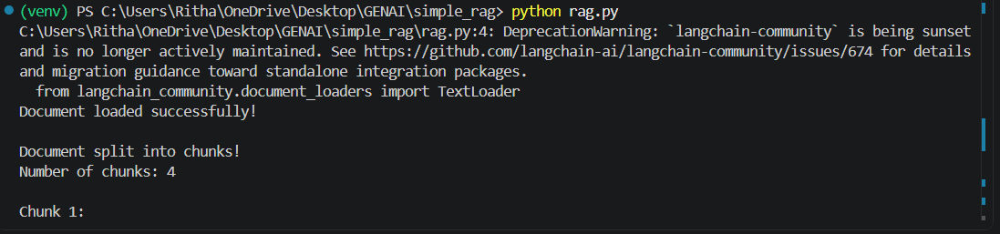 (venv) PS C:\Users\Ritha\OneDrive\Desktop\GENAI\simple_rag> python rag.py
C:\Users\Ritha\OneDrive\Desktop\GENAI\simple_rag\rag.py:4: DeprecationWarning: `langchain-community` is being sunset
and is no longer actively maintained. See https://github.com/langchain-ai/langchain-community/issues/674 for details
and migration guidance toward standalone integration packages.
  from langchain_community.document_loaders import TextLoader
Document loaded successfully!

Document split into chunks!
Number of chunks: 4

Chunk 1: